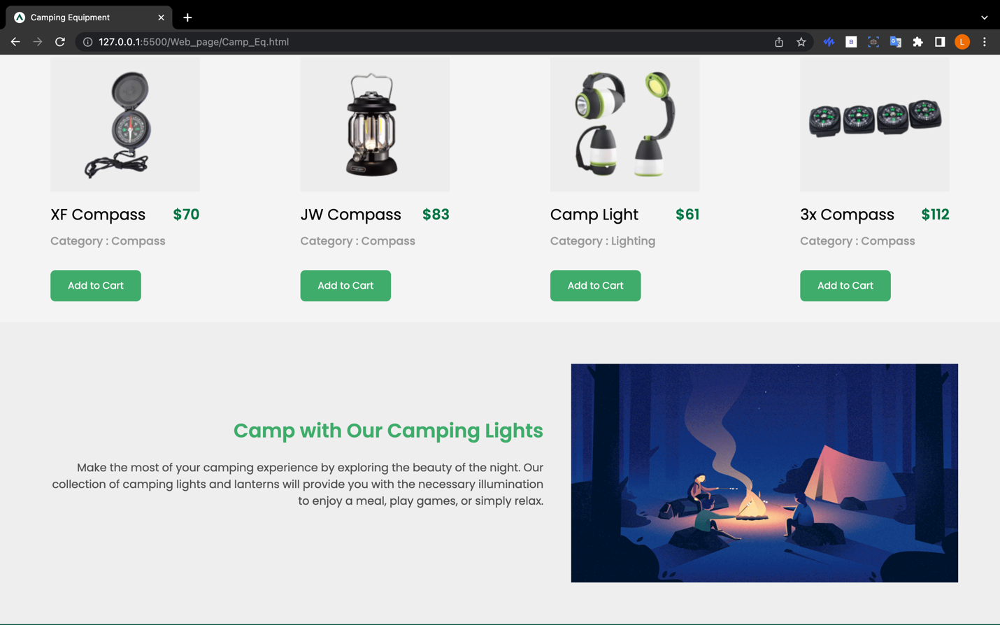 Camping Equipment
127.0.0.1:5500/Web_page/Camp_Eq.html
B
G
L
XF Compass $70
Category : Compass
Add to Cart
JW Compass $83
Category : Compass
Add to Cart
Camp Light $61
Category : Lighting
Add to Cart
3x Compass $112
Category : Compass
Add to Cart
Camp with Our Camping Lights
Make the most of your camping experience by exploring the beauty of the night. Our
collection of camping lights and lanterns will provide you with the necessary illumination
to enjoy a meal, play games, or simply relax.